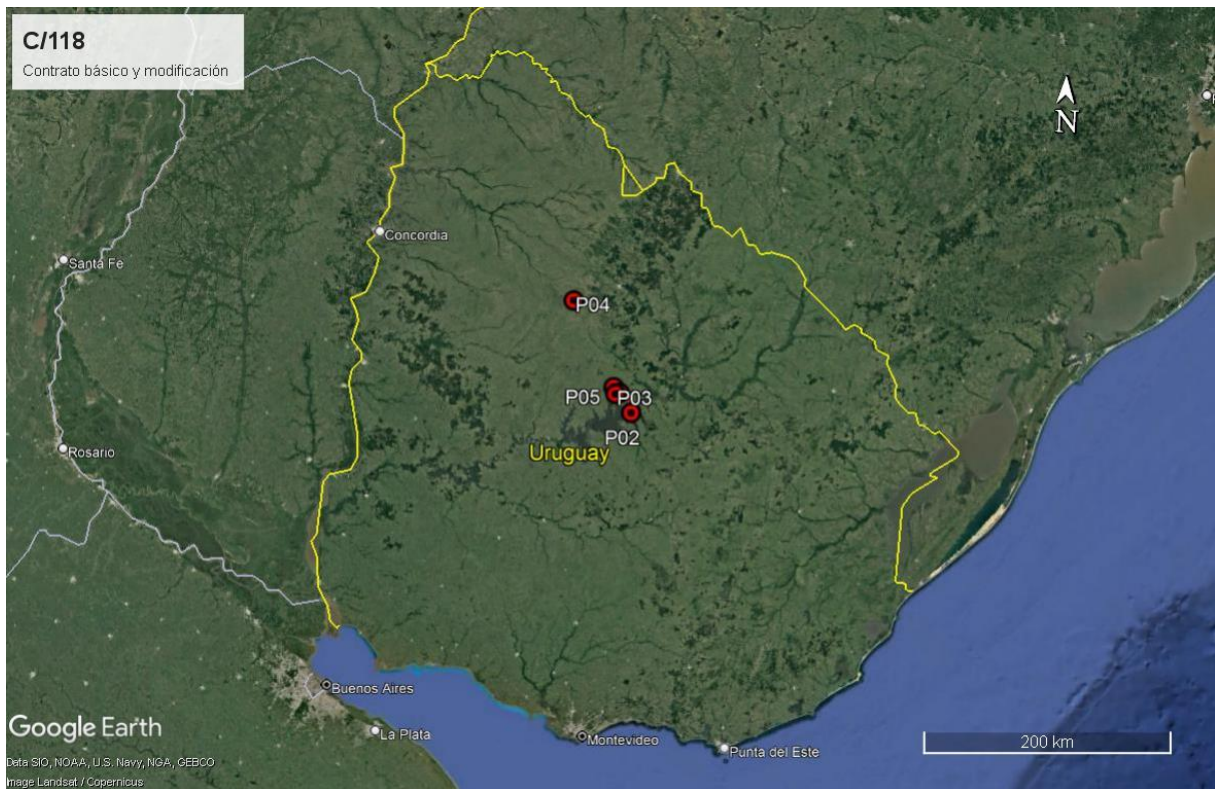 C/118
Contrato básico y modificación
N
Concordia
Santa Fe
P04
P05
P03
P02
Uruguay
Rosario
Buenos Aires
La Plata
Montevideo
Punta del Este
200 km
Google Earth
Data SIO, NOAA, U.S. Navy, NGA, GEBCO
Image Landsat / Copernicus